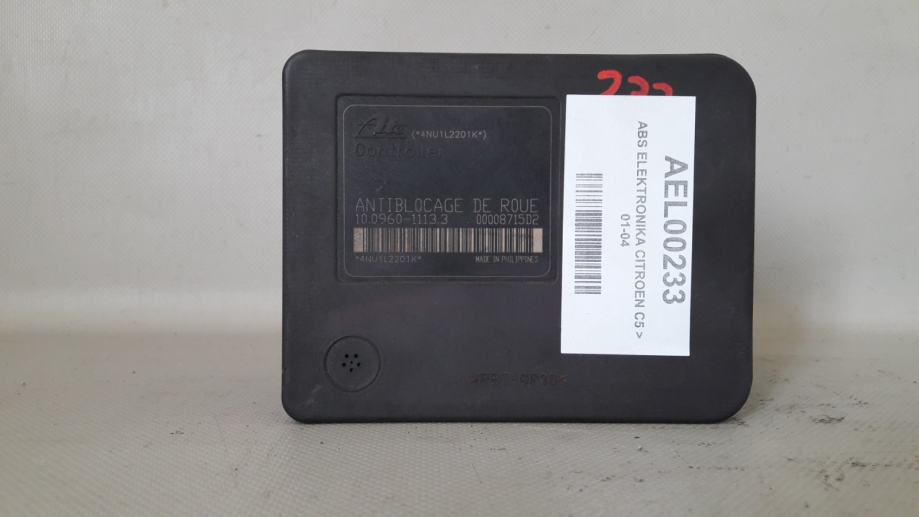 Ate (*4NU1L2201K*)
Controller
ANTIBLOCAGE DE ROUE
10.0960-1113.3 00008715D2
*4NU1L2201K* MADE IN PHILIPPINES
233
AEL00233
ABS ELEKTRONIKA CITROEN C5 >
01-04